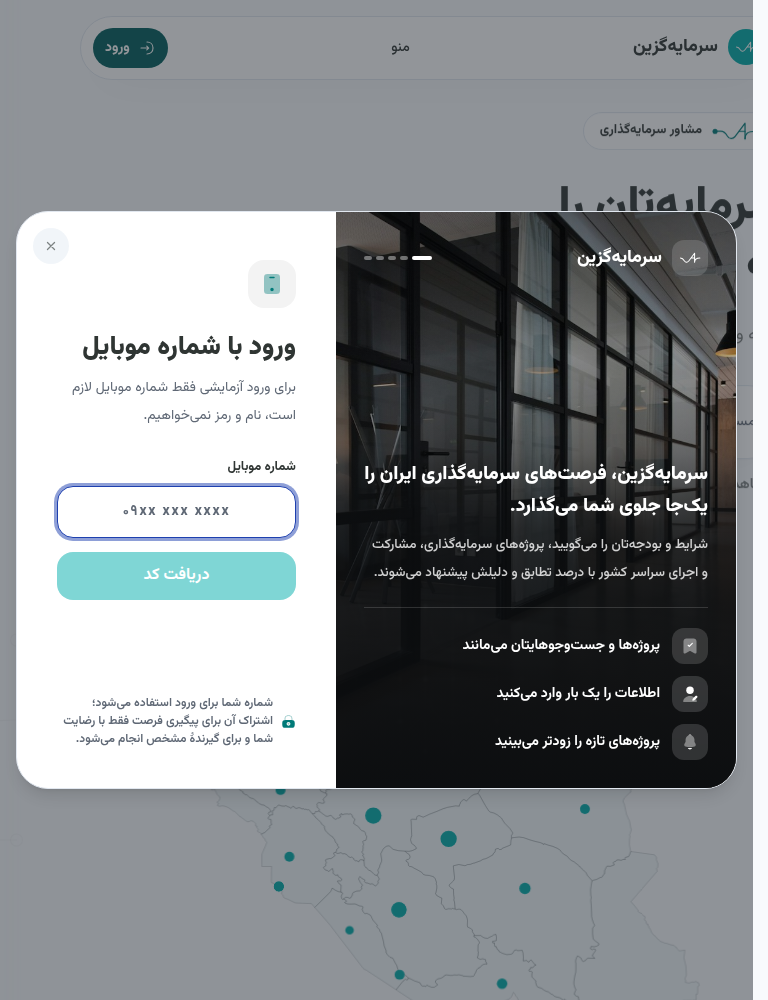 سرمایه‌گزین
منو
ورود
مشاور سرمایه‌گذاری
سرمایه‌گزین
سرمایه‌گزین، فرصت‌های سرمایه‌گذاری ایران را
یک‌جا جلوی شما می‌گذارد.
شرایط و بودجه‌تان را می‌گویید، پروژه‌های سرمایه‌گذاری، مشارکت
و اجرای سراسر کشور با درصد تطابق و دلیلش پیشنهاد می‌شوند.
پروژه‌ها و جست‌وجوهایتان می‌مانند
اطلاعات را یک بار وارد می‌کنید
پروژه‌های تازه را زودتر می‌بینید
ورود با شماره موبایل
برای ورود آزمایشی فقط شماره موبایل لازم
است، نام و رمز نمی‌خواهیم.
شماره موبایل
۰۹xx xxx xxxx
دریافت کد
شماره شما برای ورود استفاده می‌شود؛
اشتراک آن برای پیگیری فرصت فقط با رضایت
شما و برای گیرندهٔ مشخص انجام می‌شود.